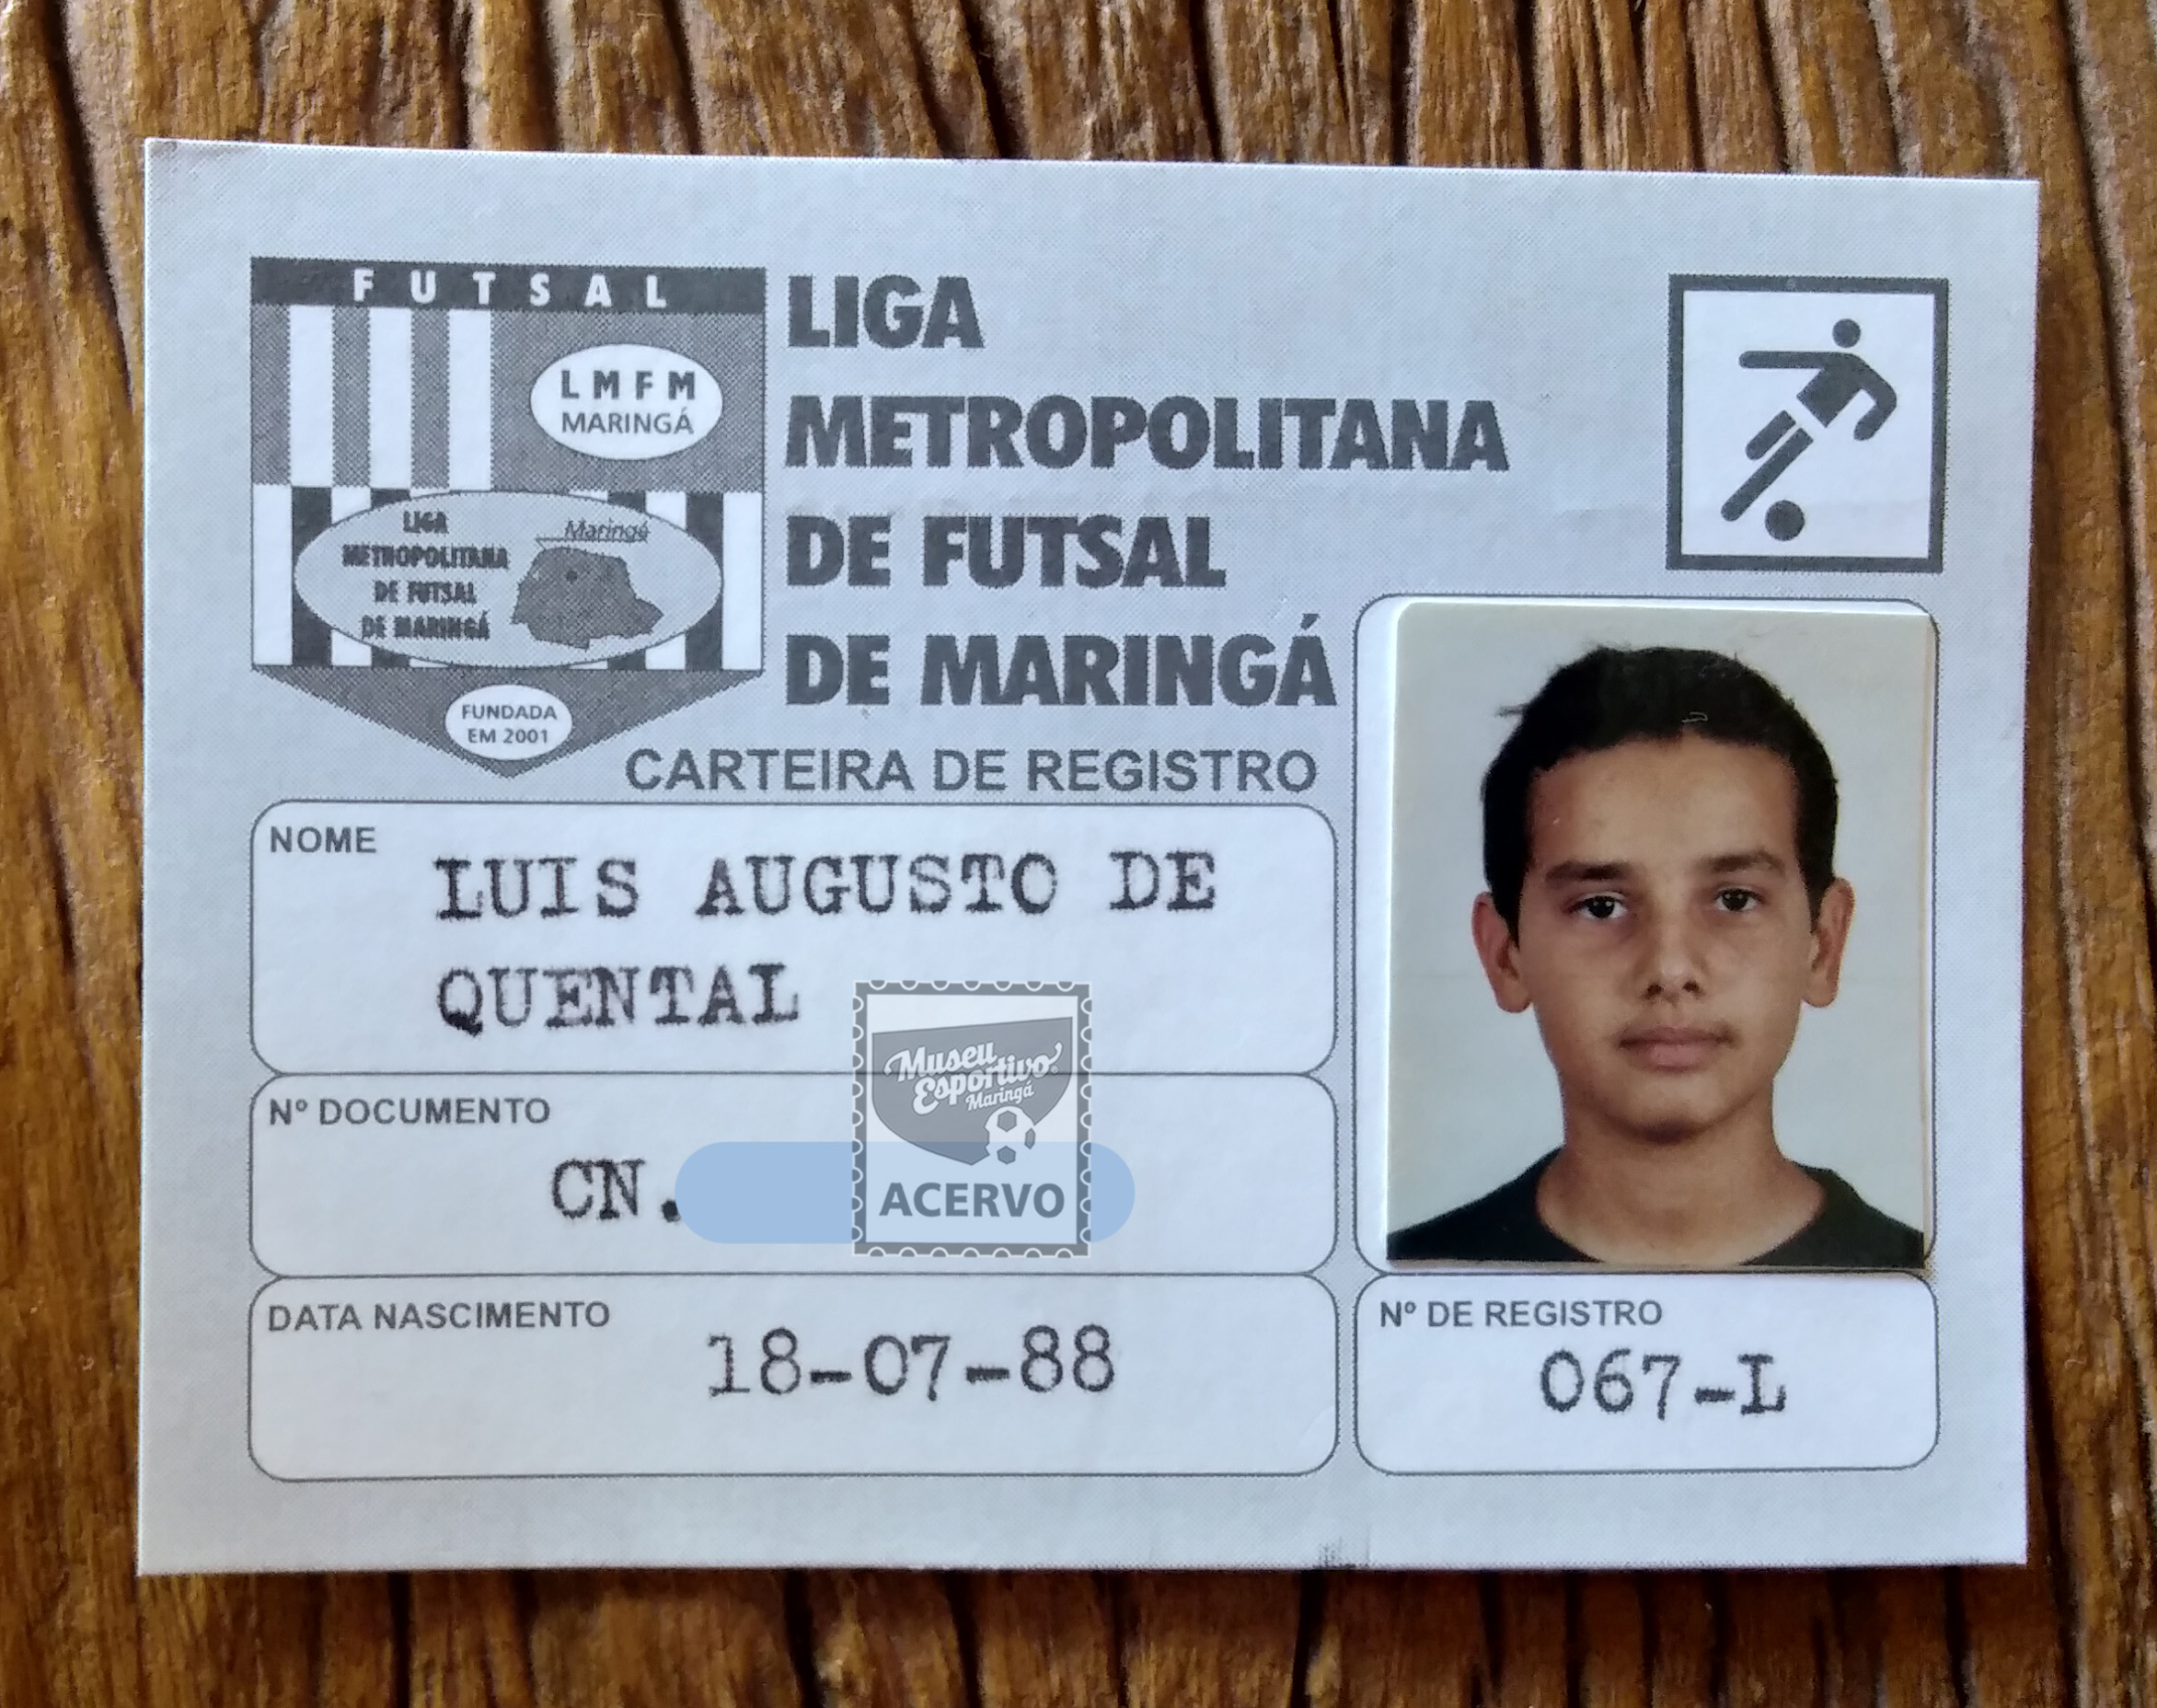 FUTSAL
LMFM
MARINGÁ
LIGA
METROPOLITANA
DE FUTSAL
DE MARINGÁ
Maringá
FUNDADA
EM 2001
LIGA
METROPOLITANA
DE FUTSAL
DE MARINGÁ
CARTEIRA DE REGISTRO
NOME
LUIS AUGUSTO DE
QUENTAL
Nº DOCUMENTO
CN.
Museu
Esportivo
Maringá
ACERVO
DATA NASCIMENTO
18-07-88
Nº DE REGISTRO
067-L